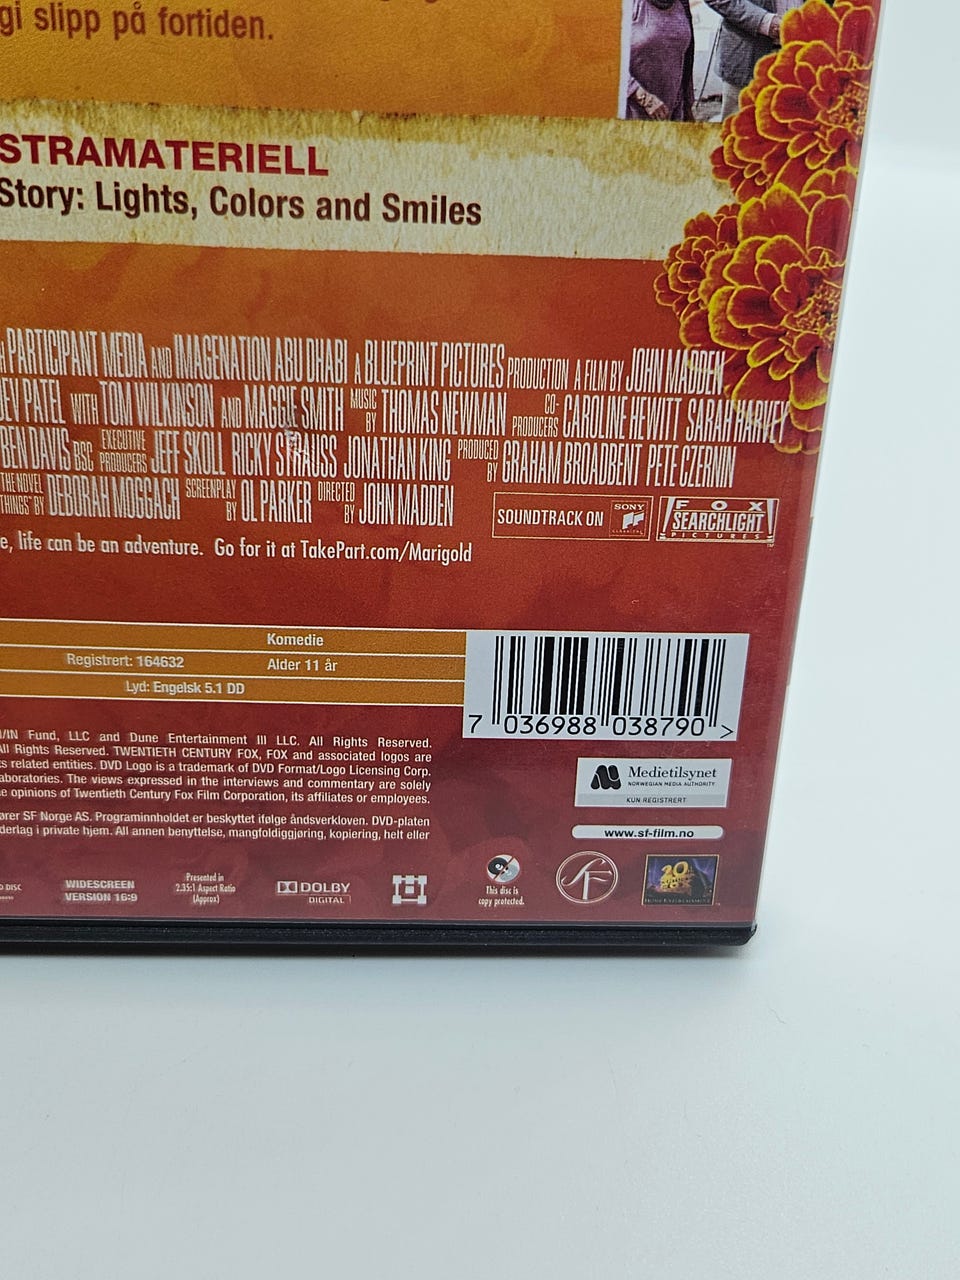 gi slipp på fortiden.
STRAMATERIELL
Story: Lights, Colors and Smiles
PARTICIPANT MEDIA AND IMAGENATION ABU DHABI A BLUEPRINT PICTURES PRODUCTION A FILM BY JOHN MADDEN
EV PATEL WITH TOM WILKINSON AND MAGGIE SMITH MUSIC BY THOMAS NEWMAN CO-PRODUCERS CAROLINE HEWITT SARAH HARVEY
BEN DAVIS BSC EXECUTIVE PRODUCERS JEFF SKOLL RICKY STRAUSS JONATHAN KING PRODUCED BY GRAHAM BROADBENT PETE CZERNIN
THE NOVEL THINGS" BY DEBORAH MOGGACH SCREENPLAY BY OL PARKER DIRECTED BY JOHN MADDEN
SOUNDTRACK ON SONY CLASSICAL
FOX SEARCHLIGHT PICTURES
e, life can be an adventure. Go for it at TakePart.com/Marigold
Komedie
Registrert: 164632 Alder 11 år
Lyd: Engelsk 5.1 DD
7 036988 038790 >
/IN Fund, LLC and Dune Entertainment III LLC. All Rights Reserved.
All Rights Reserved. TWENTIETH CENTURY FOX, FOX and associated logos are
s related entities. DVD Logo is a trademark of DVD Format/Logo Licensing Corp.
aboratories. The views expressed in the interviews and commentary are solely
e opinions of Twentieth Century Fox Film Corporation, its affiliates or employees.
ører SF Norge AS. Programinnholdet er beskyttet ifølge åndsverkloven. DVD-platen
derlag i private hjem. All annen benyttelse, mangfoldiggjøring, kopiering, helt eller
Medietilsynet
NORWEGIAN MEDIA AUTHORITY
KUN REGISTRERT
www.sf-film.no
D DISC
WIDESCREEN
VERSION 16:9
Presented in
2.35:1 Aspect Ratio
(Approx)
DOLBY
DIGITAL
This disc is
copy protected.
SF
20
HOME ENTERTAINMENT